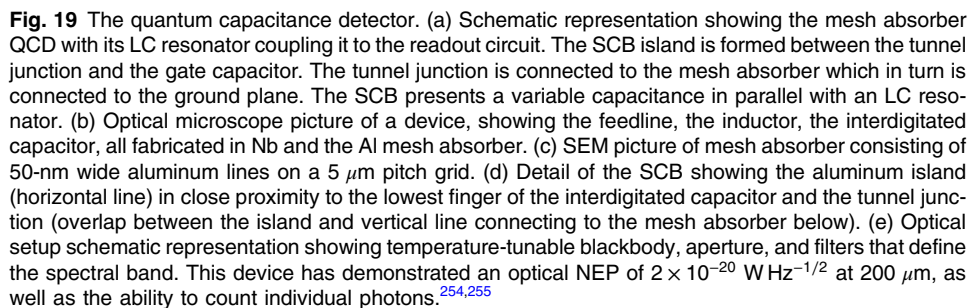 Fig. 19 The quantum capacitance detector. (a) Schematic representation showing the mesh absorber
QCD with its LC resonator coupling it to the readout circuit. The SCB island is formed between the tunnel
junction and the gate capacitor. The tunnel junction is connected to the mesh absorber which in turn is
connected to the ground plane. The SCB presents a variable capacitance in parallel with an LC reso-
nator. (b) Optical microscope picture of a device, showing the feedline, the inductor, the interdigitated
capacitor, all fabricated in Nb and the Al mesh absorber. (c) SEM picture of mesh absorber consisting of
50-nm wide aluminum lines on a 5 μm pitch grid. (d) Detail of the SCB showing the aluminum island
(horizontal line) in close proximity to the lowest finger of the interdigitated capacitor and the tunnel junc-
tion (overlap between the island and vertical line connecting to the mesh absorber below). (e) Optical
setup schematic representation showing temperature-tunable blackbody, aperture, and filters that define
the spectral band. This device has demonstrated an optical NEP of 2 × 10⁻²⁰ W Hz⁻¹/² at 200 μm, as
well as the ability to count individual photons.²⁵⁴,²⁵⁵